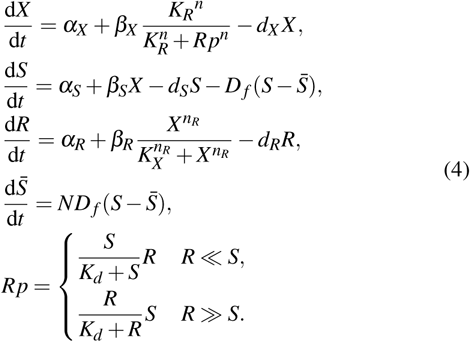 dX/dt = α_X + β_X K_R^n / (K_R^n + Rp^n) − d_X X,
dS/dt = α_S + β_S X − d_S S − D_f (S − S̄),
dR/dt = α_R + β_R X^{n_R} / (K_X^{n_R} + X^{n_R}) − d_R R,
(4)
dS̄/dt = N D_f (S − S̄),
Rp = { S / (K_d + S) R    R ≪ S,
R / (K_d + R) S    R ≫ S.